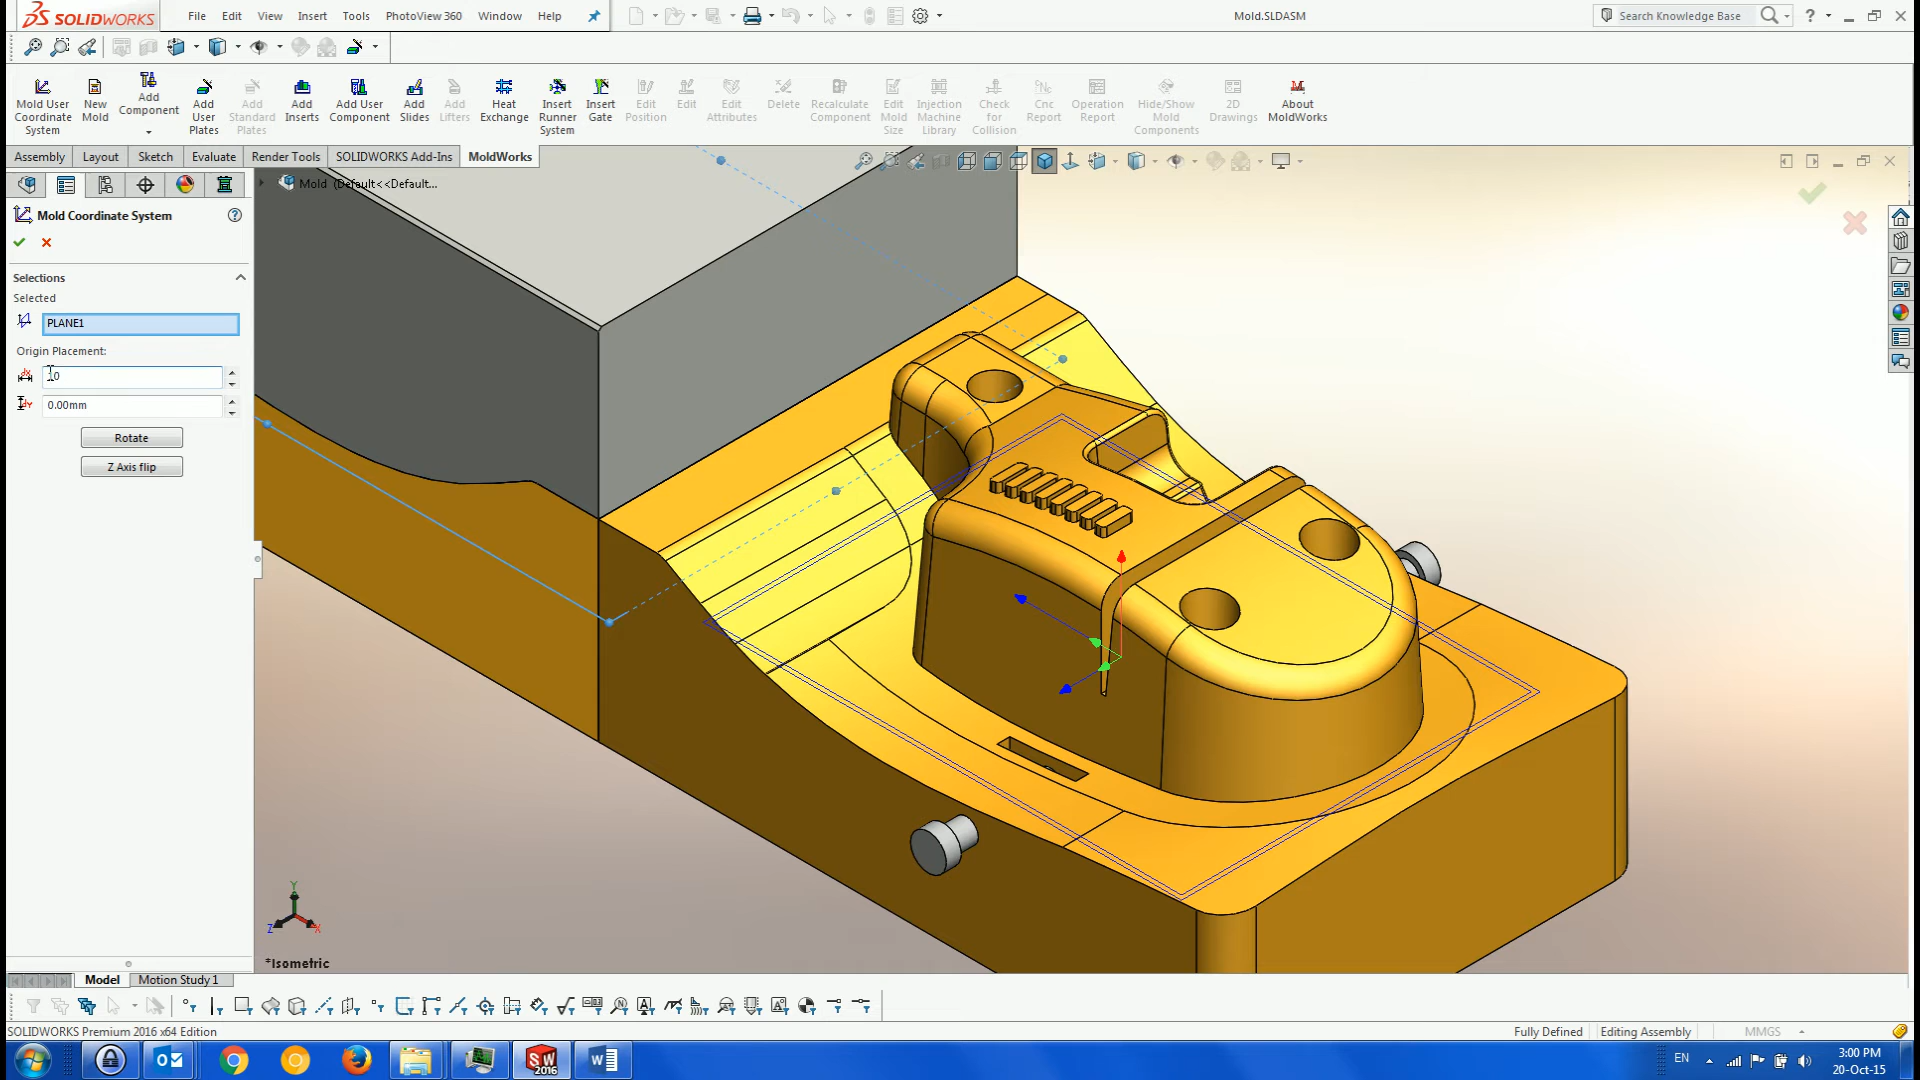 SOLIDWORKS File Edit View Insert Tools PhotoView 360 Window Help Mold.SLDASM Search Knowledge Base ?
Mold User Coordinate System
New Mold
Add Component
Add User Plates
Add Standard Plates
Add Inserts
Add User Component
Add Slides
Add Lifters
Heat Exchange
Insert Runner System
Insert Gate
Edit Position
Edit
Edit Attributes
Delete
Recalculate Component
Edit Mold Size
Injection Machine Library
Check for Collision
Cnc Report
Operation Report
Hide/Show Mold Components
2D Drawings
About MoldWorks
Assembly Layout Sketch Evaluate Render Tools SOLIDWORKS Add-Ins MoldWorks
Mold (Default<<Default...
Mold Coordinate System ?
Selections
Selected
PLANE1
Origin Placement:
0.00mm
Rotate
Z Axis flip
Y
Z X
*Isometric
Model Motion Study 1
SOLIDWORKS Premium 2016 x64 Edition Fully Defined Editing Assembly MMGS
SW 2016
EN
3:00 PM
20-Oct-15